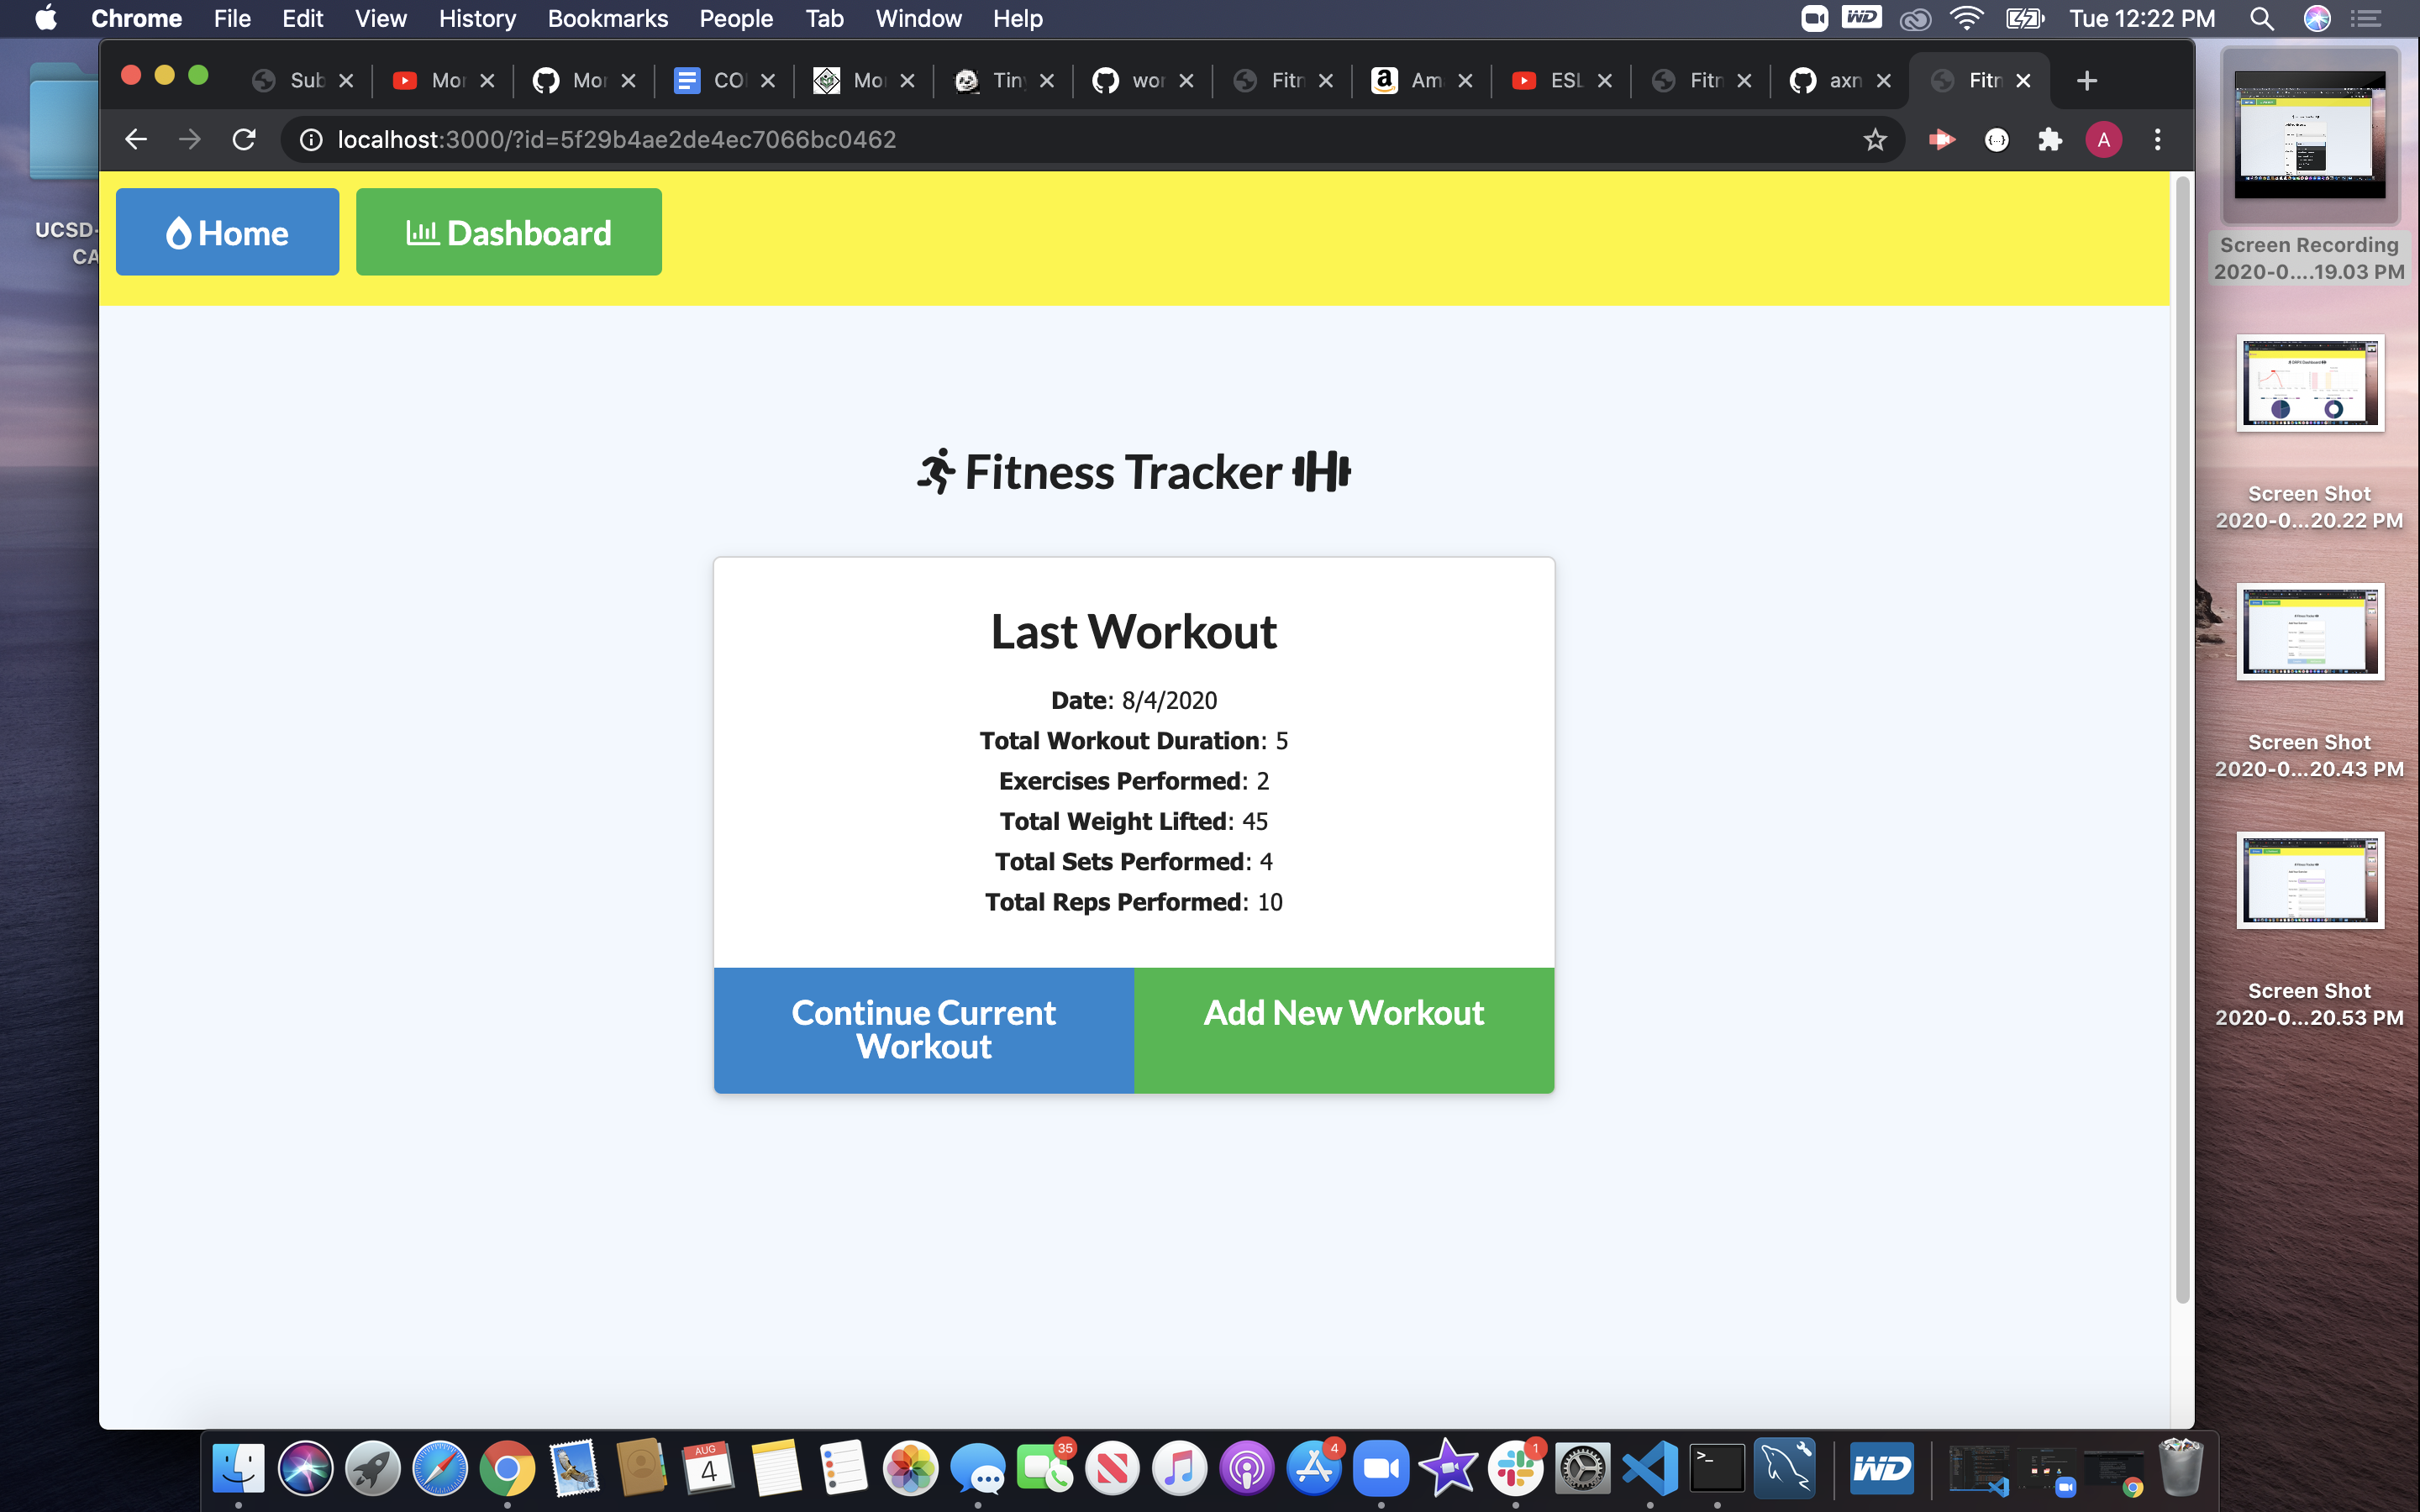 Chrome File Edit View History Bookmarks People Tab Window Help WD Tue 12:22 PM
Sub Mor Mor COI Mor Tiny wor Fitn Am ESL Fitn axn Fitn
localhost:3000/?id=5f29b4ae2de4ec7066bc0462 A
Home Dashboard
UCSD-
CA
Fitness Tracker
Last Workout
Date: 8/4/2020
Total Workout Duration: 5
Exercises Performed: 2
Total Weight Lifted: 45
Total Sets Performed: 4
Total Reps Performed: 10
Continue Current
Workout
Add New Workout
Screen Recording
2020-0....19.03 PM
Screen Shot
2020-0...20.22 PM
Screen Shot
2020-0...20.43 PM
Screen Shot
2020-0...20.53 PM
AUG
4
35
4
1
WD